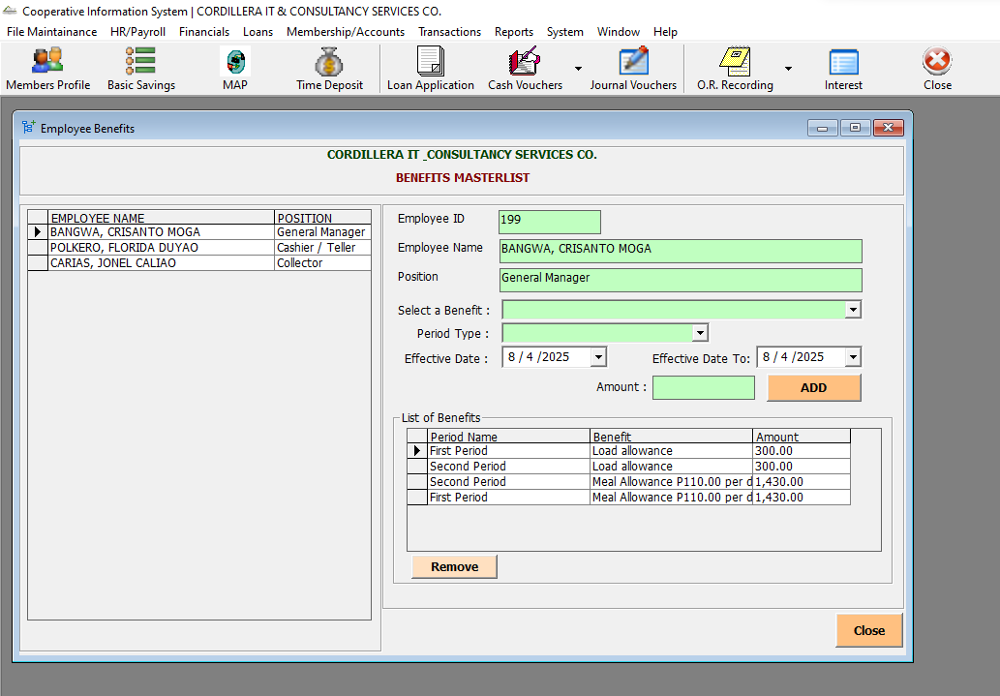 Cooperative Information System | CORDILLERA IT & CONSULTANCY SERVICES CO.
File Maintainance HR/Payroll Financials Loans Membership/Accounts Transactions Reports System Window Help
Members Profile Basic Savings MAP Time Deposit Loan Application Cash Vouchers Journal Vouchers O.R. Recording Interest Close
Employee Benefits
CORDILLERA IT _CONSULTANCY SERVICES CO.
BENEFITS MASTERLIST
EMPLOYEE NAME POSITION
BANGWA, CRISANTO MOGA General Manager
POLKERO, FLORIDA DUYAO Cashier / Teller
CARIAS, JONEL CALIAO Collector
Employee ID 199
Employee Name BANGWA, CRISANTO MOGA
Position General Manager
Select a Benefit :
Period Type :
Effective Date : 8 / 4 /2025 Effective Date To: 8 / 4 /2025
Amount : ADD
List of Benefits
Period Name Benefit Amount
First Period Load allowance 300.00
Second Period Load allowance 300.00
Second Period Meal Allowance P110.00 per d 1,430.00
First Period Meal Allowance P110.00 per d 1,430.00
Remove
Close